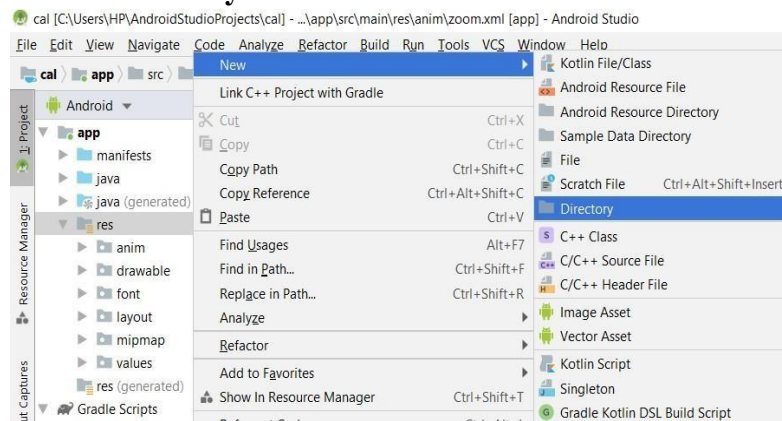 cal [C:\Users\HP\AndroidStudioProjects\cal] - ...\app\src\main\res\anim\zoom.xml [app] - Android Studio
File Edit View Navigate Code Analyze Refactor Build Run Tools VCS Window Help
cal app src
Android
1: Project
Resource Manager
app
manifests
java
java (generated)
res
anim
drawable
font
layout
mipmap
values
res (generated)
Gradle Scripts
New
Link C++ Project with Gradle
Cut Ctrl+X
Copy Ctrl+C
Copy Path Ctrl+Shift+C
Copy Reference Ctrl+Alt+Shift+C
Paste Ctrl+V
Find Usages Alt+F7
Find in Path... Ctrl+Shift+F
Replace in Path... Ctrl+Shift+R
Analyze
Refactor
Add to Favorites
Show In Resource Manager Ctrl+Shift+T
Kotlin File/Class
Android Resource File
Android Resource Directory
Sample Data Directory
File
Scratch File Ctrl+Alt+Shift+Insert
Directory
C++ Class
C/C++ Source File
C/C++ Header File
Image Asset
Vector Asset
Kotlin Script
Singleton
Gradle Kotlin DSL Build Script